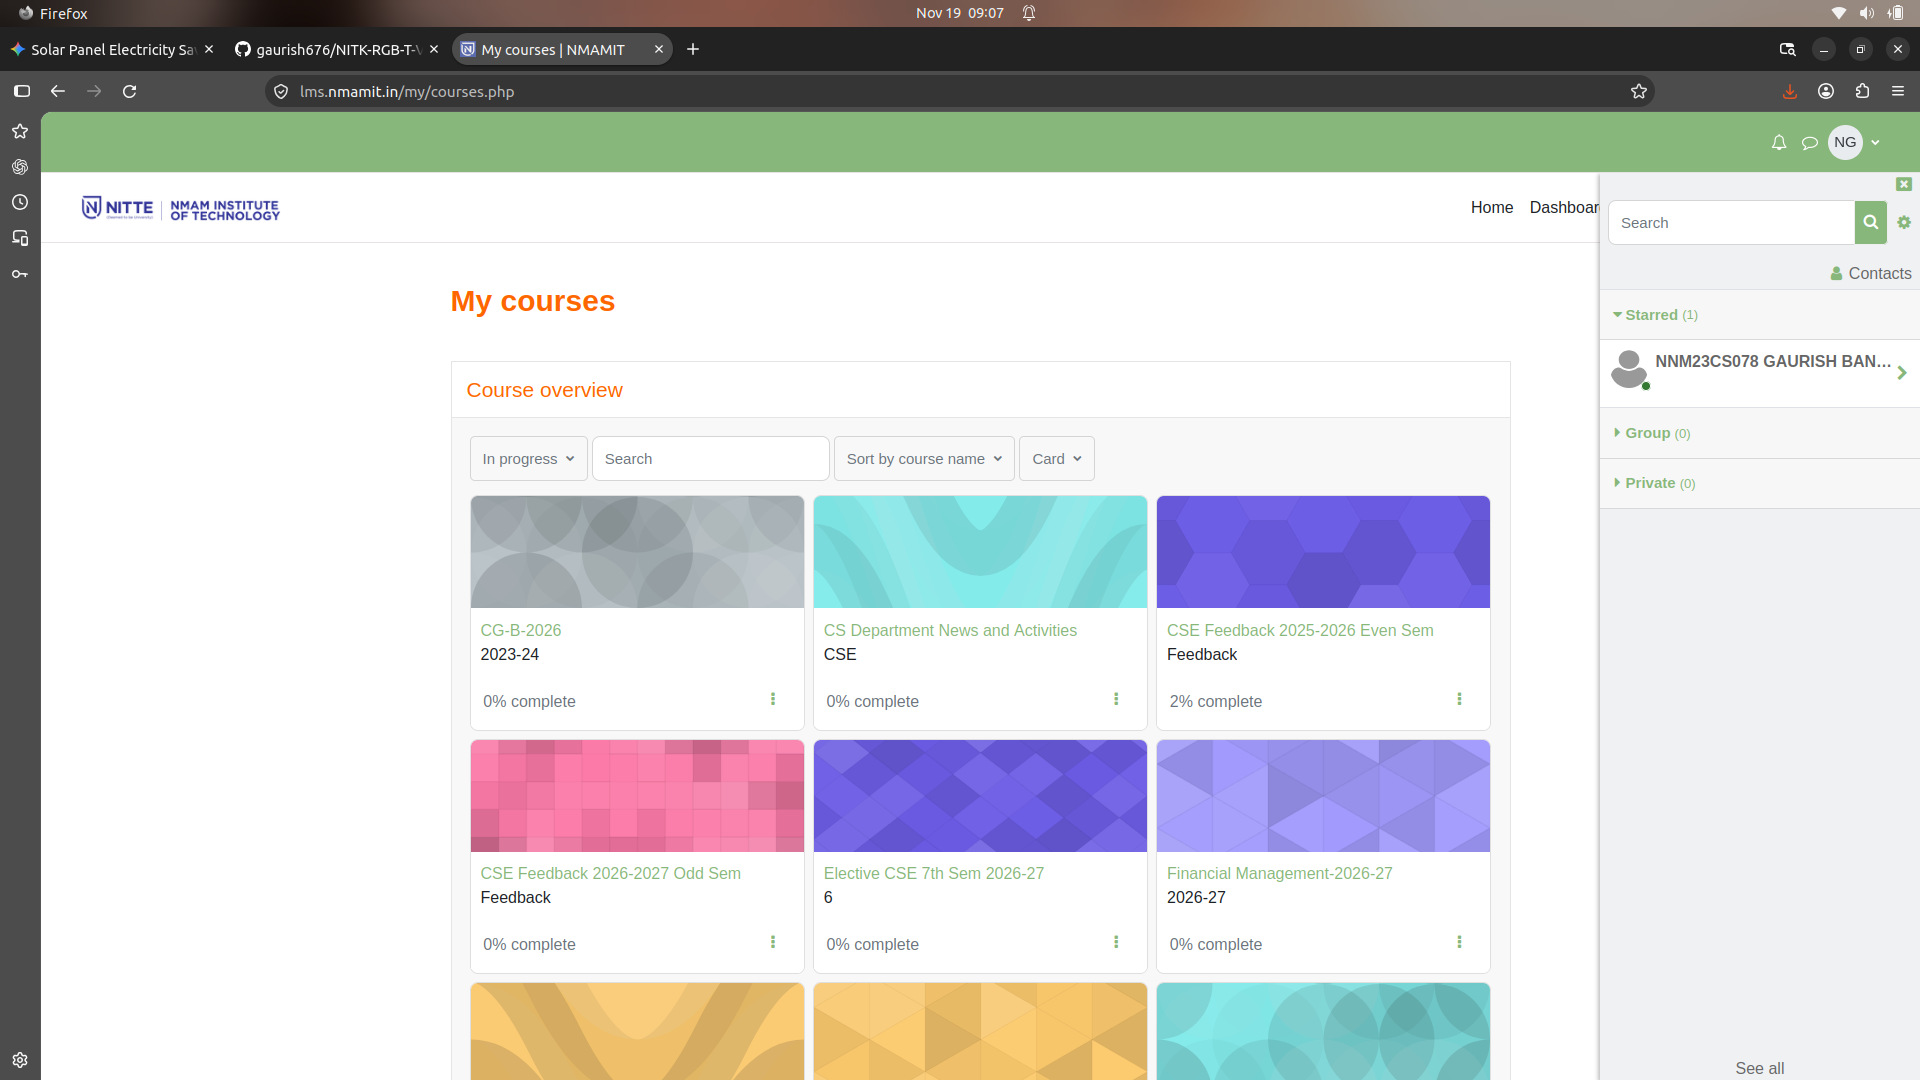 Firefox
Nov 19 09:07
Solar Panel Electricity Sa
gaurish676/NITK-RGB-T-V
My courses | NMAMIT
lms.nmamit.in/my/courses.php
NG
NITTE
NMAM INSTITUTE
OF TECHNOLOGY
Home
Dashboar
Search
Contacts
My courses
Starred (1)
NNM23CS078 GAURISH BAN...
Course overview
Group (0)
In progress
Search
Sort by course name
Card
Private (0)
CG-B-2026
2023-24
0% complete
CS Department News and Activities
CSE
0% complete
CSE Feedback 2025-2026 Even Sem
Feedback
2% complete
CSE Feedback 2026-2027 Odd Sem
Feedback
0% complete
Elective CSE 7th Sem 2026-27
6
0% complete
Financial Management-2026-27
2026-27
0% complete
See all